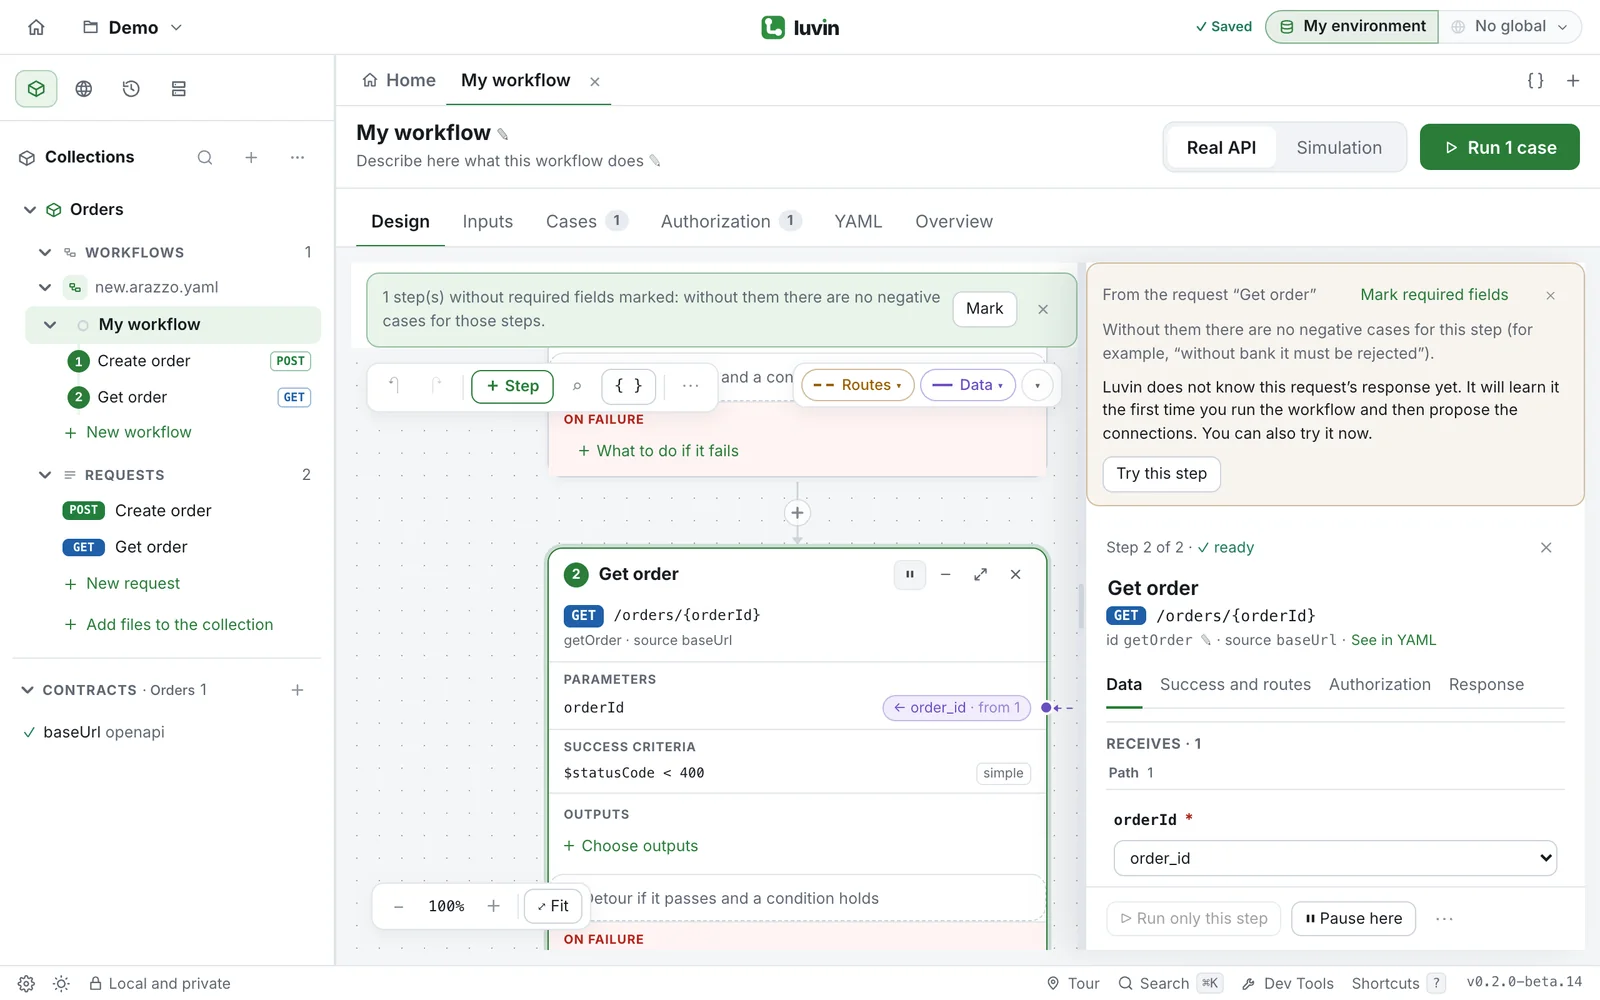 Demo
luvin
Saved
My environment
No global
Home
My workflow
{}
Collections
My workflow
Describe here what this workflow does
Real API
Simulation
Run 1 case
Orders
WORKFLOWS 1
new.arazzo.yaml
My workflow
1 Create order POST
2 Get order GET
+ New workflow
REQUESTS 2
POST Create order
GET Get order
+ New request
+ Add files to the collection
CONTRACTS · Orders 1
baseUrl openapi
Design
Inputs
Cases 1
Authorization 1
YAML
Overview
1 step(s) without required fields marked: without them there are no negative
cases for those steps.
Mark
+ Step
{ }
and a con
Routes
Data
ON FAILURE
+ What to do if it fails
2 Get order
GET /orders/{orderId}
getOrder · source baseUrl
PARAMETERS
orderId
← order_id · from 1
SUCCESS CRITERIA
$statusCode < 400
simple
OUTPUTS
+ Choose outputs
Detour if it passes and a condition holds
ON FAILURE
− 100% +
Fit
From the request “Get order”
Mark required fields
Without them there are no negative cases for this step (for
example, “without bank it must be rejected”).
Luvin does not know this request’s response yet. It will learn it
the first time you run the workflow and then propose the
connections. You can also try it now.
Try this step
Step 2 of 2 · ✓ ready
Get order
GET /orders/{orderId}
id getOrder · source baseUrl · See in YAML
Data
Success and routes
Authorization
Response
RECEIVES · 1
Path 1
orderId *
order_id
Run only this step
Pause here
Local and private
Tour
Search ⌘K
Dev Tools
Shortcuts ?
v0.2.0-beta.14